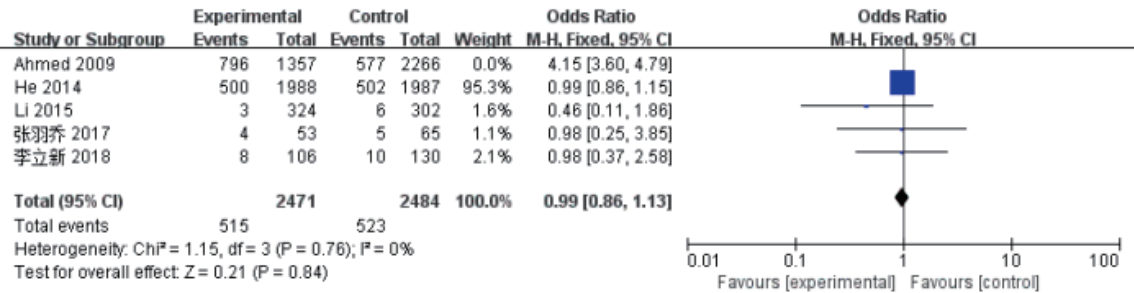 Experimental Control Odds Ratio Odds Ratio
Study or Subgroup Events Total Events Total Weight M-H, Fixed, 95% CI M-H, Fixed, 95% CI
Ahmed 2009 796 1357 577 2266 0.0% 4.15 [3.60, 4.79]
He 2014 500 1988 502 1987 95.3% 0.99 [0.86, 1.15]
Li 2015 3 324 6 302 1.6% 0.46 [0.11, 1.86]
张羽乔 2017 4 53 5 65 1.1% 0.98 [0.25, 3.85]
李立新 2018 8 106 10 130 2.1% 0.98 [0.37, 2.58]
Total (95% CI) 2471 2484 100.0% 0.99 [0.86, 1.13]
Total events 515 523
Heterogeneity: Chi² = 1.15, df = 3 (P = 0.76); I² = 0%
Test for overall effect: Z = 0.21 (P = 0.84)
0.01 0.1 1 10 100
Favours [experimental] Favours [control]